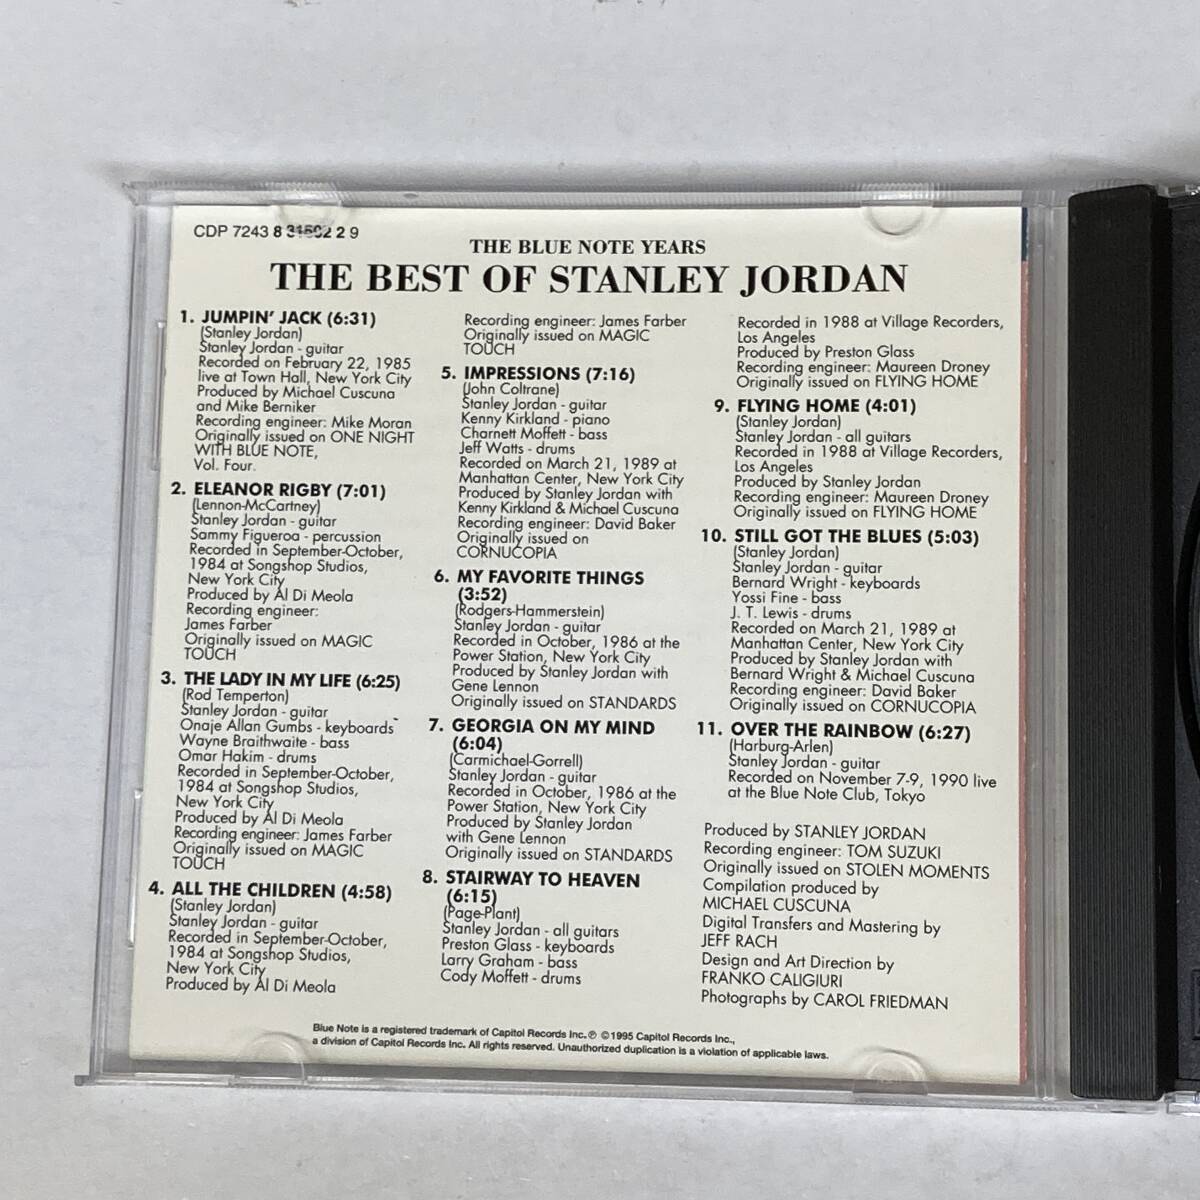 CDP 7243 8 31502 2 9
THE BLUE NOTE YEARS
THE BEST OF STANLEY JORDAN
1. JUMPIN' JACK (6:31)
(Stanley Jordan)
Stanley Jordan - guitar
Recorded on February 22, 1985
live at Town Hall, New York City
Produced by Michael Cuscuna
and Mike Berniker
Recording engineer: Mike Moran
Originally issued on ONE NIGHT
WITH BLUE NOTE,
Vol. Four.
2. ELEANOR RIGBY (7:01)
(Lennon-McCartney)
Stanley Jordan - guitar
Sammy Figueroa - percussion
Recorded in September-October,
1984 at Songshop Studios,
New York City
Produced by Al Di Meola
Recording engineer:
James Farber
Originally issued on MAGIC
TOUCH
3. THE LADY IN MY LIFE (6:25)
(Rod Temperton)
Stanley Jordan - guitar
Onaje Allan Gumbs - keyboards
Wayne Braithwaite - bass
Omar Hakim - drums
Recorded in September-October,
1984 at Songshop Studios,
New York City
Produced by Al Di Meola
Recording engineer: James Farber
Originally issued on MAGIC
TOUCH
4. ALL THE CHILDREN (4:58)
(Stanley Jordan)
Stanley Jordan - guitar
Recorded in September-October,
1984 at Songshop Studios,
New York City
Produced by Al Di Meola
Recording engineer: James Farber
Originally issued on MAGIC
TOUCH
5. IMPRESSIONS (7:16)
(John Coltrane)
Stanley Jordan - guitar
Kenny Kirkland - piano
Charnett Moffett - bass
Jeff Watts - drums
Recorded on March 21, 1989 at
Manhattan Center, New York City
Produced by Stanley Jordan with
Kenny Kirkland & Michael Cuscuna
Recording engineer: David Baker
Originally issued on
CORNUCOPIA
6. MY FAVORITE THINGS
(3:52)
(Rodgers-Hammerstein)
Stanley Jordan - guitar
Recorded in October, 1986 at the
Power Station, New York City
Produced by Stanley Jordan with
Gene Lennon
Originally issued on STANDARDS
7. GEORGIA ON MY MIND
(6:04)
(Carmichael-Gorrell)
Stanley Jordan - guitar
Recorded in October, 1986 at the
Power Station, New York City
Produced by Stanley Jordan
with Gene Lennon
Originally issued on STANDARDS
8. STAIRWAY TO HEAVEN
(6:15)
(Page-Plant)
Stanley Jordan - all guitars
Preston Glass - keyboards
Larry Graham - bass
Cody Moffett - drums
Recorded in 1988 at Village Recorders,
Los Angeles
Produced by Preston Glass
Recording engineer: Maureen Droney
Originally issued on FLYING HOME
9. FLYING HOME (4:01)
(Stanley Jordan)
Stanley Jordan - all guitars
Recorded in 1988 at Village Recorders,
Los Angeles
Produced by Stanley Jordan
Recording engineer: Maureen Droney
Originally issued on FLYING HOME
10. STILL GOT THE BLUES (5:03)
(Stanley Jordan)
Stanley Jordan - guitar
Bernard Wright - keyboards
Yossi Fine - bass
J. T. Lewis - drums
Recorded on March 21, 1989 at
Manhattan Center, New York City
Produced by Stanley Jordan with
Bernard Wright & Michael Cuscuna
Recording engineer: David Baker
Originally issued on CORNUCOPIA
11. OVER THE RAINBOW (6:27)
(Harburg-Arlen)
Stanley Jordan - guitar
Recorded on November 7-9, 1990 live
at the Blue Note Club, Tokyo
Produced by STANLEY JORDAN
Recording engineer: TOM SUZUKI
Originally issued on STOLEN MOMENTS
Compilation produced by
MICHAEL CUSCUNA
Digital Transfers and Mastering by
JEFF RACH
Design and Art Direction by
FRANKO CALIGIURI
Photographs by CAROL FRIEDMAN
Blue Note is a registered trademark of Capitol Records Inc. ℗ © 1995 Capitol Records Inc.,
a division of Capitol Records Inc. All rights reserved. Unauthorized duplication is a violation of applicable laws.